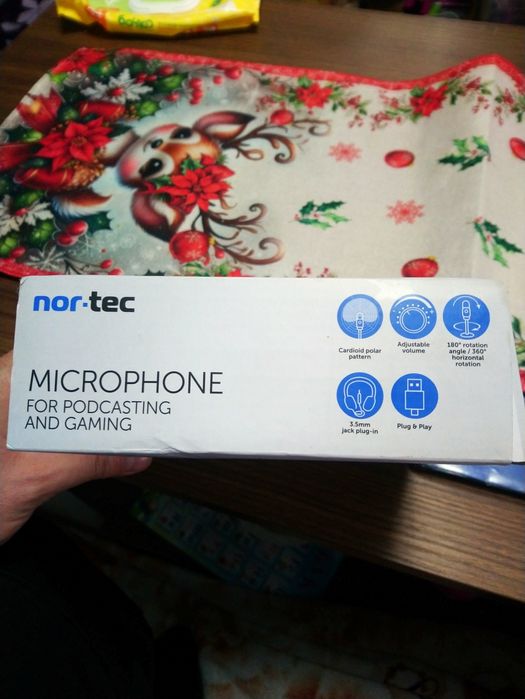 nor·tec
MICROPHONE
FOR PODCASTING
AND GAMING
Cardioid polar
pattern
Adjustable
volume
180° rotation
angle / 360°
horizontal
rotation
3.5mm
jack plug-in
Plug & Play